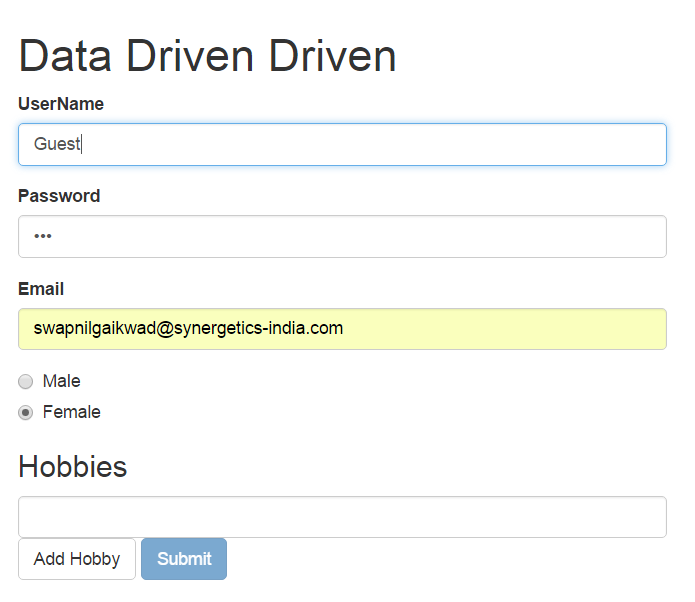 Data Driven Driven
UserName
Guest
Password
•••
Email
swapnilgaikwad@synergetics-india.com
Male
Female
Hobbies
Add Hobby Submit